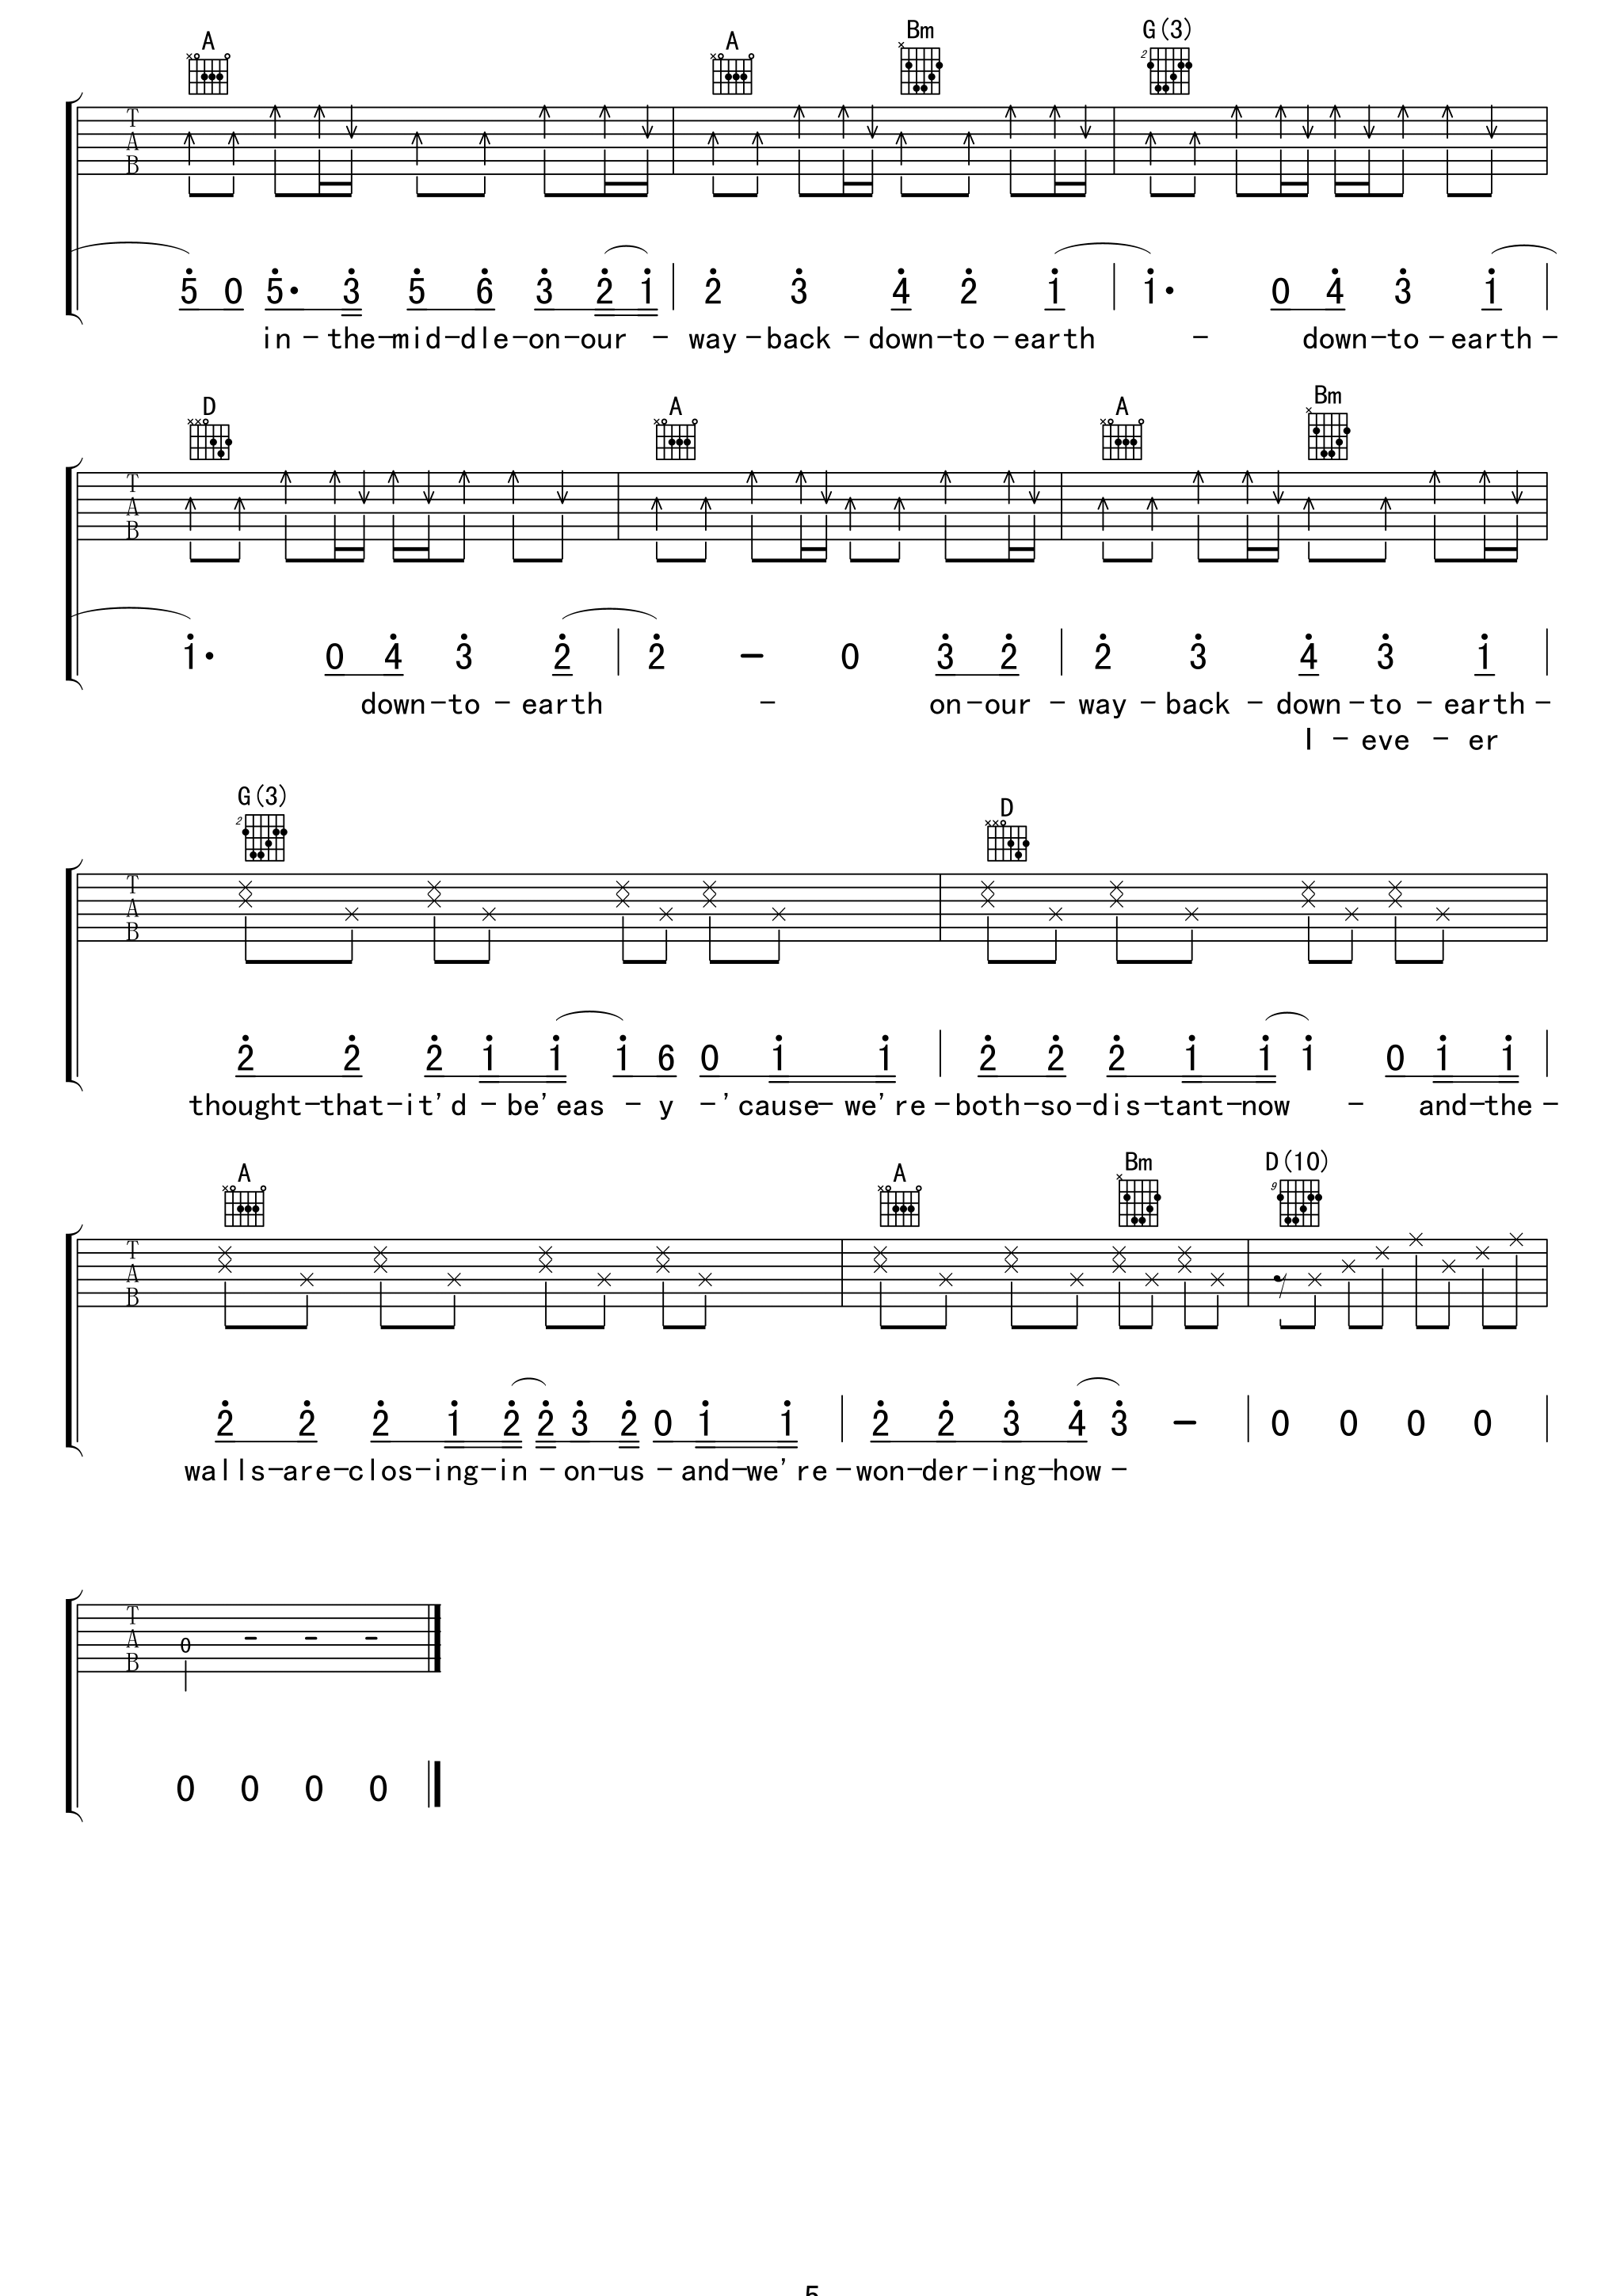 A A Bm G(3)
2
T
A
B
5 0 5· 3 5 6 3 2 1 | 2 3 4 2 1 | 1· 0 4 3 1 |
in-the-mid-dle-on-our - way-back-down-to-earth - down-to-earth-
D A A Bm
T
A
B
1· 0 4 3 2 | 2 - 0 3 2 | 2 3 4 3 1 |
down-to-earth - on-our-way-back-down-to-earth-
I-eve-er
G(3) D
2
T
A
B
2 2 2 1 1 1 6 0 1 1 | 2 2 2 1 1 1 0 1 1 |
thought-that-it'd-be'eas-y-'cause-we're-both-so-dis-tant-now - and-the-
A A Bm D(10)
9
T
A
B
2 2 2 1 2 2 3 2 0 1 1 | 2 2 3 4 3 - | 0 0 0 0 |
walls-are-clos-ing-in-on-us-and-we're-won-der-ing-how-
T
A
B
0 - - -
0 0 0 0
5